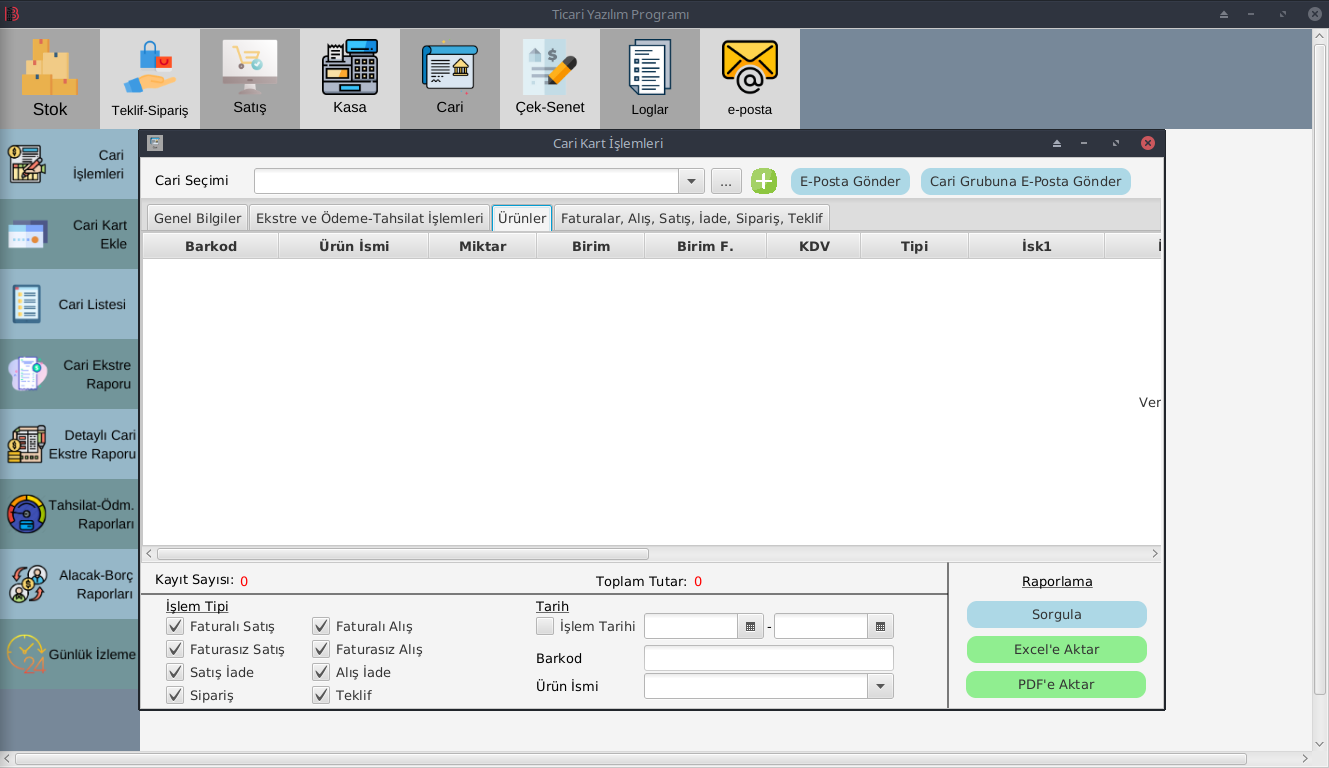 Ticari Yazılım Programı
Stok
Teklif-Sipariş
Satış
Kasa
Cari
Çek-Senet
Loglar
e-posta
Cari
İşlemleri
Cari Kart
Ekle
Cari Listesi
Cari Ekstre
Raporu
Detaylı Cari
Ekstre Raporu
Tahsilat-Ödm.
Raporları
Alacak-Borç
Raporları
24
Günlük İzleme
Cari Kart İşlemleri
Cari Seçimi
...
E-Posta Gönder
Cari Grubuna E-Posta Gönder
Genel Bilgiler
Ekstre ve Ödeme-Tahsilat İşlemleri
Ürünler
Faturalar, Alış, Satış, İade, Sipariş, Teklif
Barkod
Ürün İsmi
Miktar
Birim
Birim F.
KDV
Tipi
İsk1
Ver
Kayıt Sayısı: 0
Toplam Tutar: 0
İşlem Tipi
Faturalı Satış
Faturalı Alış
Faturasız Satış
Faturasız Alış
Satış İade
Alış İade
Sipariş
Teklif
Tarih
İşlem Tarihi
-
Barkod
Ürün İsmi
Raporlama
Sorgula
Excel'e Aktar
PDF'e Aktar